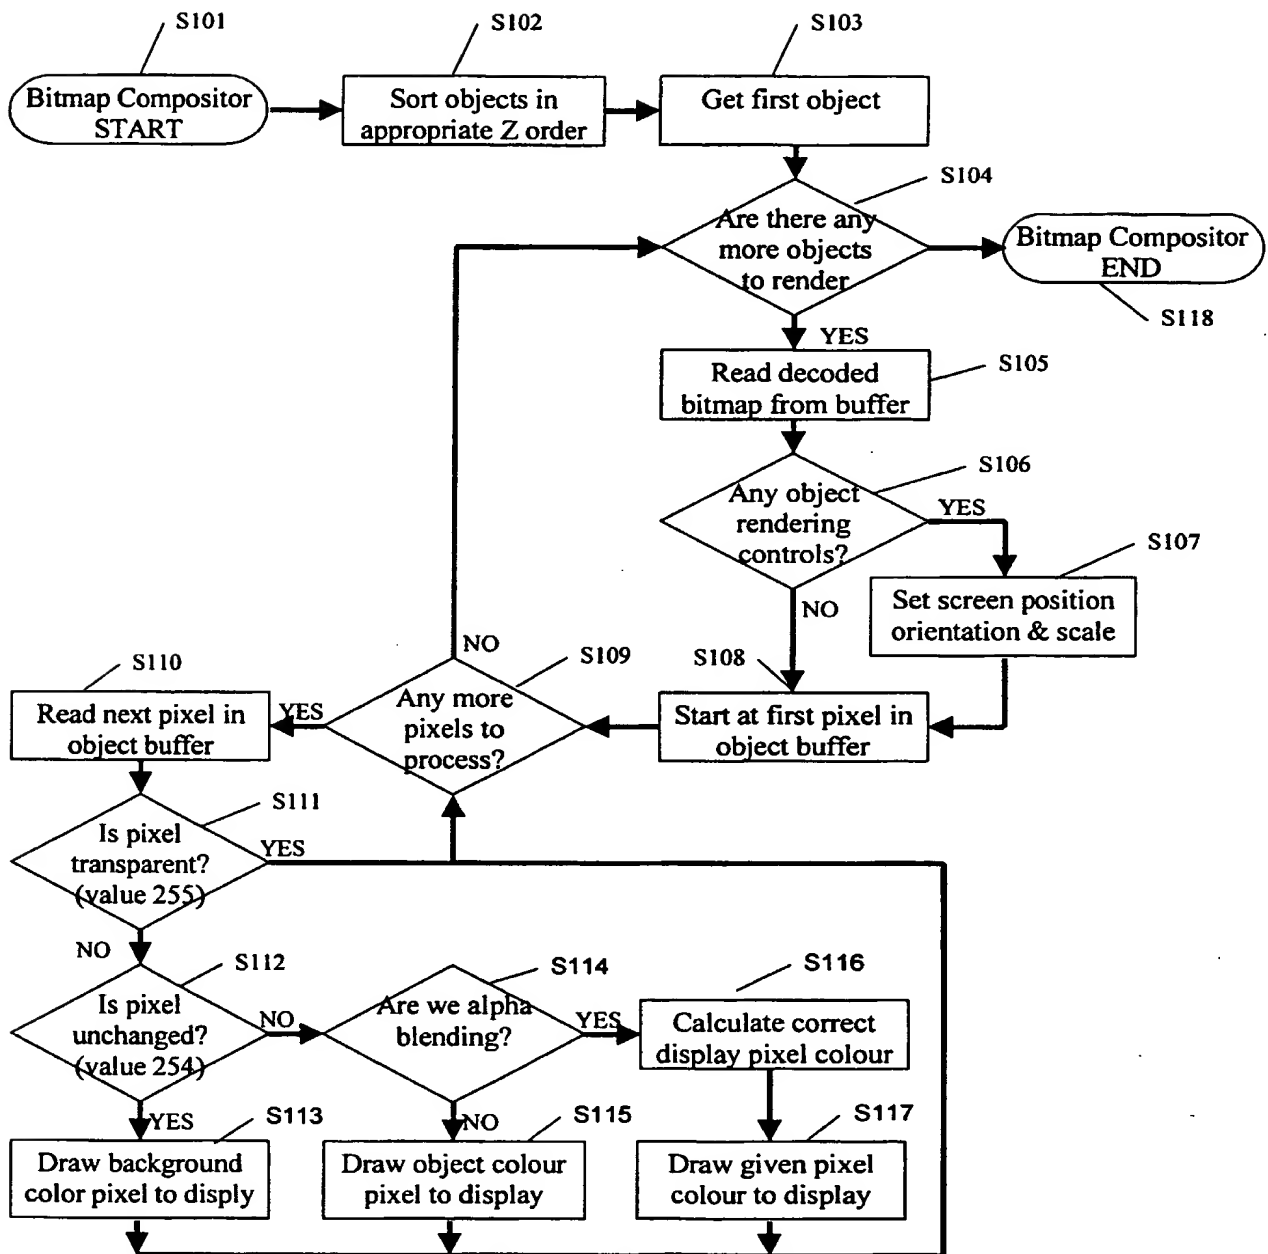 S101
S102
S103
Bitmap Compositor
START
Sort objects in
appropriate Z order
Get first object
S104
Are there any
more objects
to render
Bitmap Compositor
END
S118
YES
Read decoded
bitmap from buffer
S105
S106
Any object
rendering
controls?
YES
S107
NO
Set screen position
orientation & scale
NO
S109
S108
S110
Any more
pixels to
process?
Start at first pixel in
object buffer
YES
Read next pixel in
object buffer
S111
Is pixel
transparent?
(value 255)
YES
NO
S112
S114
S116
Is pixel
unchanged?
(value 254)
NO
Are we alpha
blending?
YES
Calculate correct
display pixel colour
YES
S113
NO
S115
S117
Draw background
color pixel to disply
Draw object colour
pixel to display
Draw given pixel
colour to display